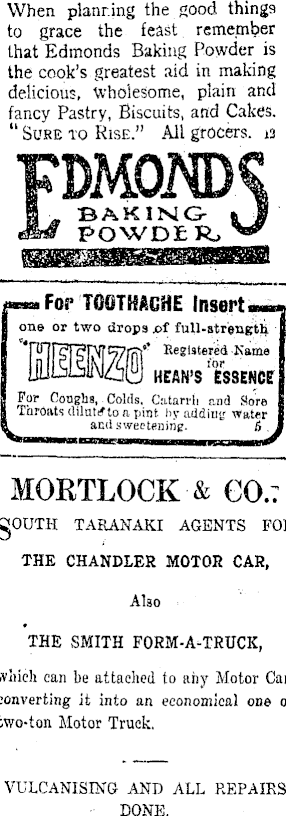 When planning the good things
to grace the feast remember
that Edmonds Baking Powder is
the cook's greatest aid in making
delicious, wholesome, plain and
fancy Pastry, Biscuits, and Cakes.
"SURE TO RISE." All grocers. 12
EDMONDS
BAKING
POWDER
For TOOTHACHE Insert
one or two drops of full-strength
"HEENZO" Registered Name
for
HEAN'S ESSENCE
For Coughs, Colds, Catarrh and Sore
Throats dilute to a pint by adding water
and sweetening. 5
MORTLOCK & CO.:
SOUTH TARANAKI AGENTS FO
THE CHANDLER MOTOR CAR,
Also
THE SMITH FORM-A-TRUCK,
which can be attached to any Motor Ca
converting it into an economical one o
two-ton Motor Truck.
VULCANISING AND ALL REPAIRS
DONE.